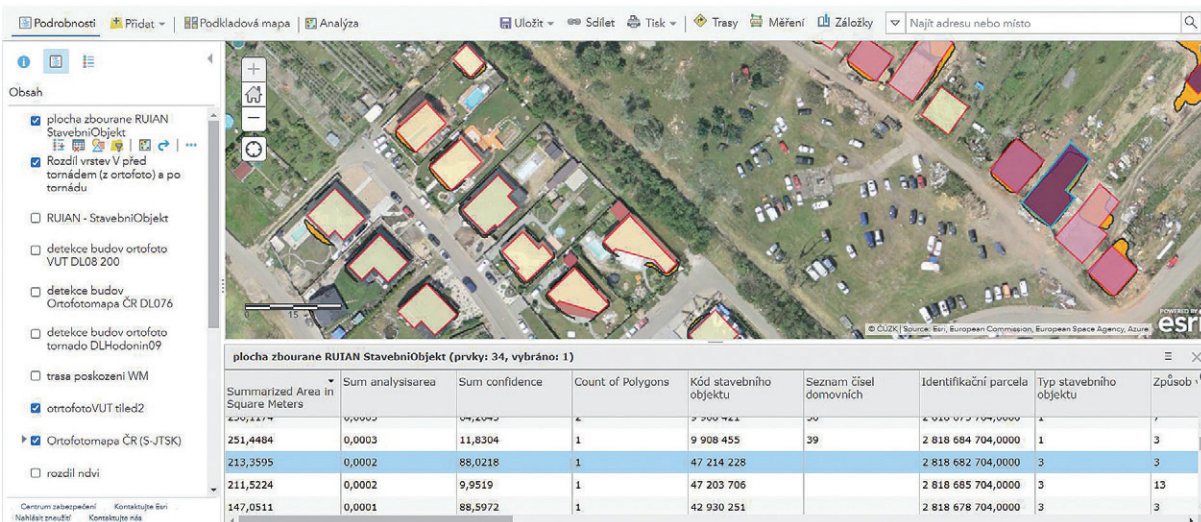 Podrobnosti Přidat Podkladová mapa Analýza Uložit Sdílet Tisk Trasy Měření Záložky Najít adresu nebo místo
Obsah
plocha zbourane RUIAN
StavebniObjekt
Rozdíl vrstev V před
tornádem (z ortofoto) a po
tornádu
RUIAN - StavebniObjekt
detekce budov ortofoto
VUT DL08 200
detekce budov
Ortofotomapa ČR DL076
detekce budov ortofoto
tornado DLHodonin09
trasa poskozeni WM
ortofotoVUT tiled2
Ortofotomapa ČR (S-JTSK)
rozdil ndvi
Centrum zabezpečení Kontaktujte Esri
Nahlásit zneužití Kontaktujte nás
15
© ČÚZK | Source: Esri, European Commission, European Space Agency, Azure
POWERED BY
esri
plocha zbourane RUIAN StavebniObjekt (prvky: 34, vybráno: 1)
Summarized Area in
Square Meters
Sum analysisarea
Sum confidence
Count of Polygons
Kód stavebního
objektu
Seznam čísel
domovních
Identifikační parcela
Typ stavebního
objektu
Způsob
251,4484 0,0003 11,8304 1 9 908 455 39 2 818 684 704,0000 1 3
213,3595 0,0002 88,0218 1 47 214 228 2 818 682 704,0000 3 3
211,5224 0,0002 9,9519 1 47 203 706 2 818 685 704,0000 3 13
147,0511 0,0001 88,5972 1 42 930 251 2 818 678 704,0000 3 3